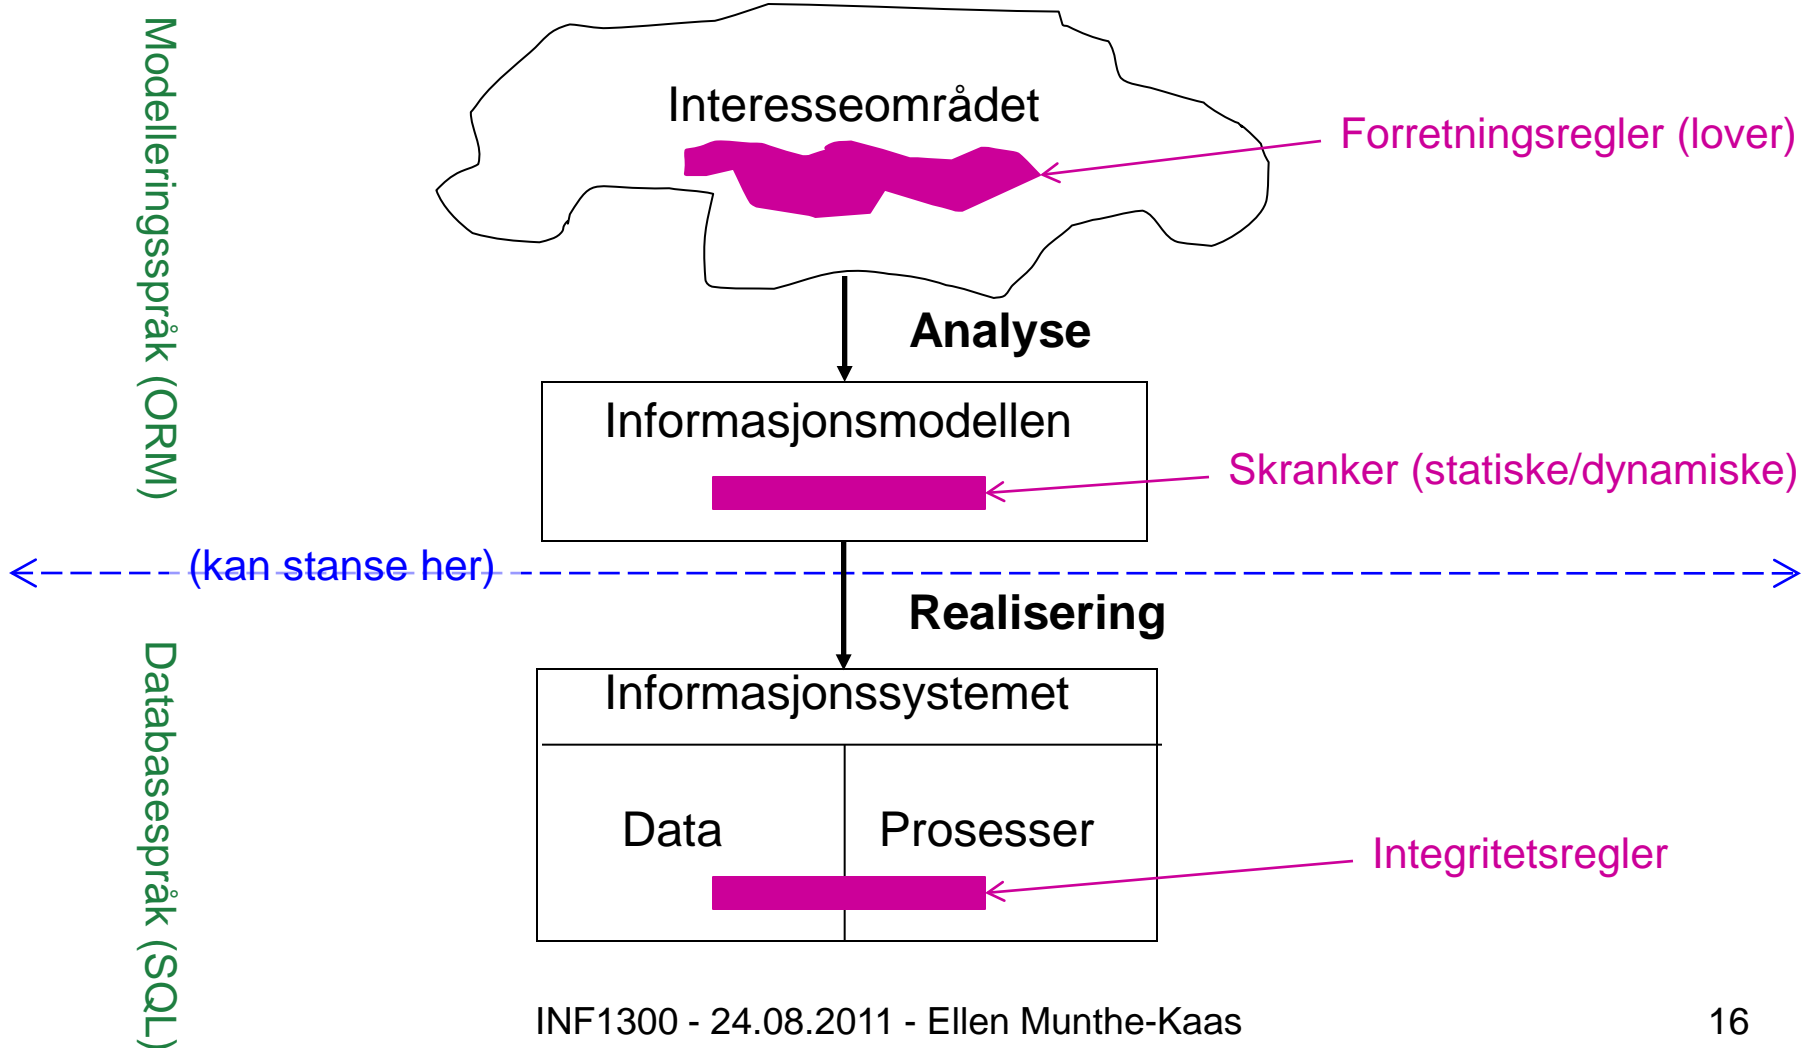 Modelleringsspråk (ORM)
Interesseområdet
Forretningsregler (lover)
Analyse
Informasjonsmodellen
Skranker (statiske/dynamiske)
(kan stanse her)
Realisering
Databasespråk (SQL)
Informasjonssystemet
Data
Prosesser
Integritetsregler
INF1300 - 24.08.2011 - Ellen Munthe-Kaas
16